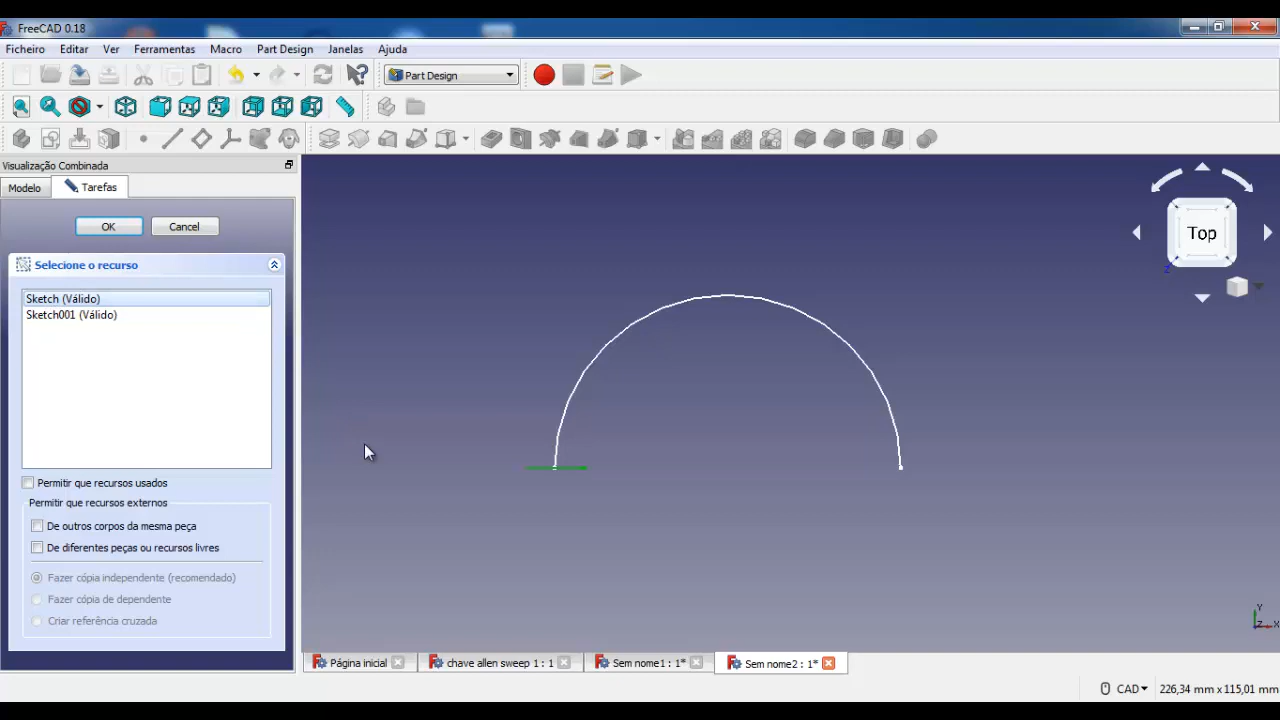 FreeCAD 0.18
Ficheiro Editar Ver Ferramentas Macro Part Design Janelas Ajuda
Part Design
Visualização Combinada
Modelo Tarefas
OK Cancel
Selecione o recurso
Sketch (Válido)
Sketch001 (Válido)
Permitir que recursos usados
Permitir que recursos externos
De outros corpos da mesma peça
De diferentes peças ou recursos livres
Fazer cópia independente (recomendado)
Fazer cópia de dependente
Criar referência cruzada
Top
Z
Y
Z X
Página inicial chave allen sweep 1 : 1 Sem nome1 : 1* Sem nome2 : 1*
CAD 226,34 mm x 115,01 mm